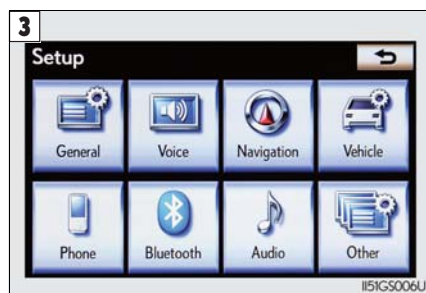 3
Setup
General Voice Navigation Vehicle
Phone Bluetooth Audio Other
II51GS006U